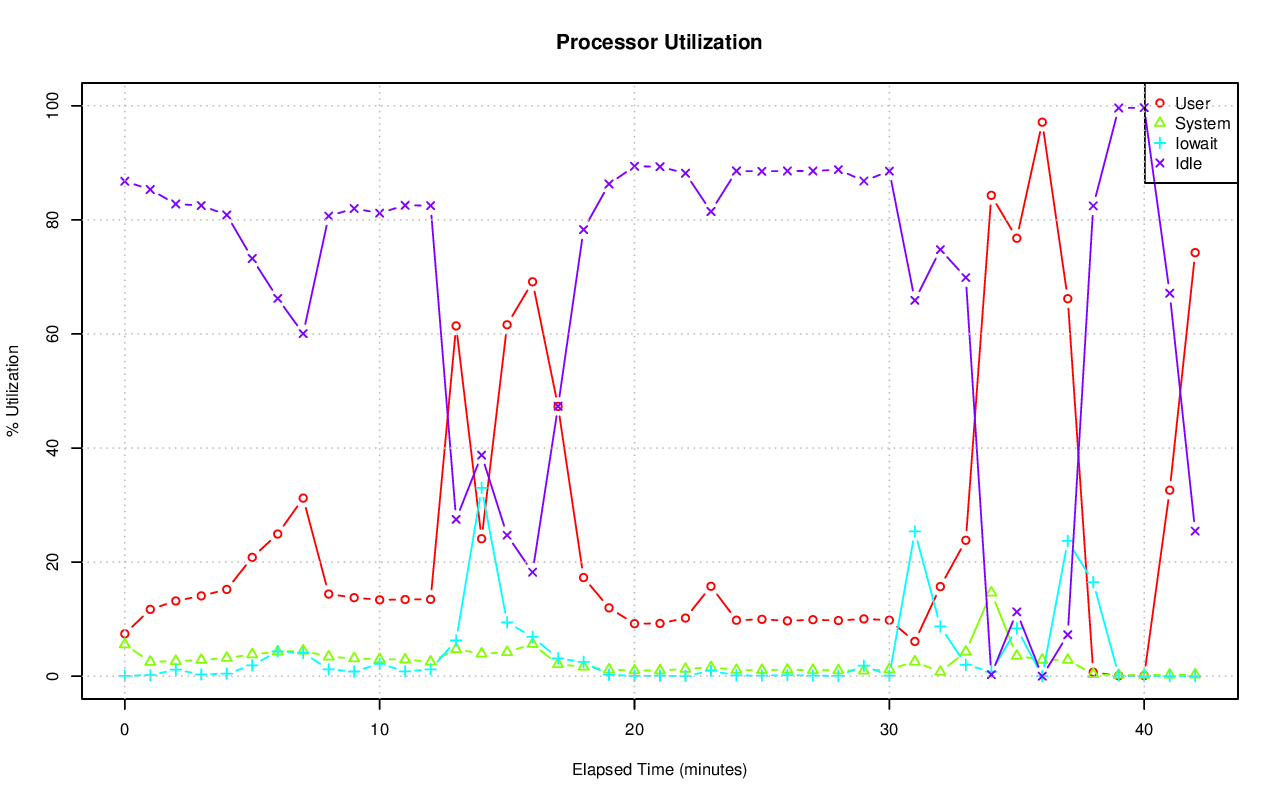 Processor Utilization
100
80
60
40
20
0
% Utilization
User
System
Iowait
Idle
0 10 20 30 40
Elapsed Time (minutes)